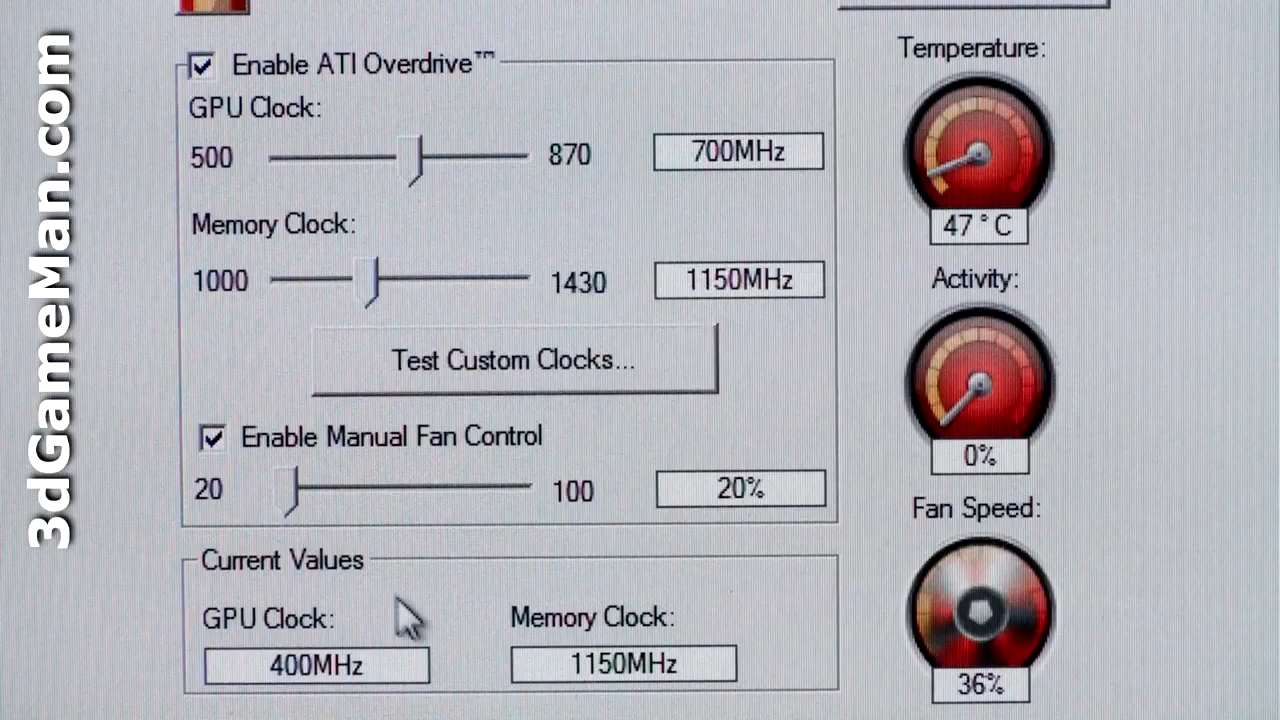 3dGameMan.com
Enable ATI Overdrive™
GPU Clock:
500
870
700MHz
Memory Clock:
1000
1430
1150MHz
Test Custom Clocks...
Enable Manual Fan Control
20
100
20%
Current Values
GPU Clock:
400MHz
Memory Clock:
1150MHz
Temperature:
47°C
Activity:
0%
Fan Speed:
36%